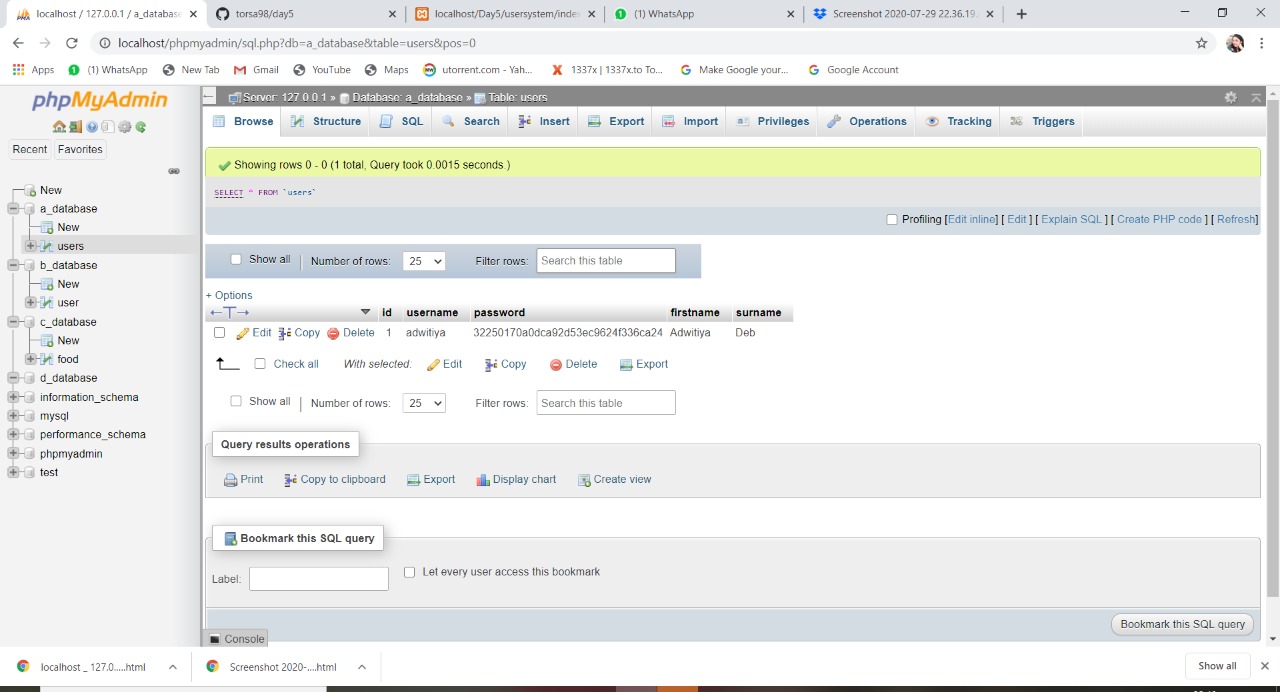 localhost / 127.0.0.1 / a_database
torsa98/day5
localhost/Day5/usersystem/index
(1) WhatsApp
Screenshot 2020-07-29 22.36.19
localhost/phpmyadmin/sql.php?db=a_database&table=users&pos=0
Apps (1) WhatsApp New Tab Gmail YouTube Maps utorrent.com - Yah... 1337x | 1337x.to To... Make Google your... Google Account
phpMyAdmin
Recent Favorites
New
a_database
New
users
b_database
New
user
c_database
New
food
d_database
information_schema
mysql
performance_schema
phpmyadmin
test
Server: 127.0.0.1 » Database: a_database » Table: users
Browse Structure SQL Search Insert Export Import Privileges Operations Tracking Triggers
Showing rows 0 - 0 (1 total, Query took 0.0015 seconds.)
SELECT * FROM `users`
Profiling [Edit inline] [ Edit ] [ Explain SQL ] [ Create PHP code ] [ Refresh]
Show all | Number of rows: 25 Filter rows: Search this table
+ Options
←T→ id username password firstname surname
Edit Copy Delete 1 adwitiya 32250170a0dca92d53ec9624f336ca24 Adwitiya Deb
Check all With selected: Edit Copy Delete Export
Show all | Number of rows: 25 Filter rows: Search this table
Query results operations
Print Copy to clipboard Export Display chart Create view
Bookmark this SQL query
Label: Let every user access this bookmark
Bookmark this SQL query
Console
localhost _ 127.0.....html Screenshot 2020-....html Show all